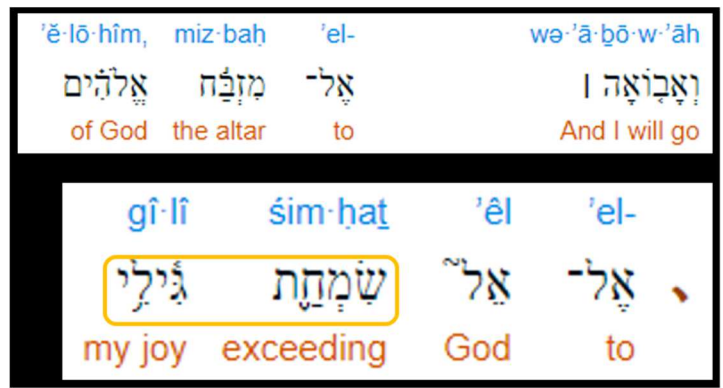 ’ĕ·lō·hîm, miz·baḥ ’el- wə·’ā·ḇō·w·’āh
וְאָב֤וֹאָה ׀ אֶל־ מִזְבַּ֬ח אֱלֹהִ֗ים
of God the altar to And I will go
gî·lî śim·ḥaṯ ’êl ’el-
אֶל־ אֵל֮ שִׂמְחַ֪ת גִּ֫ילִ֥י
my joy exceeding God to